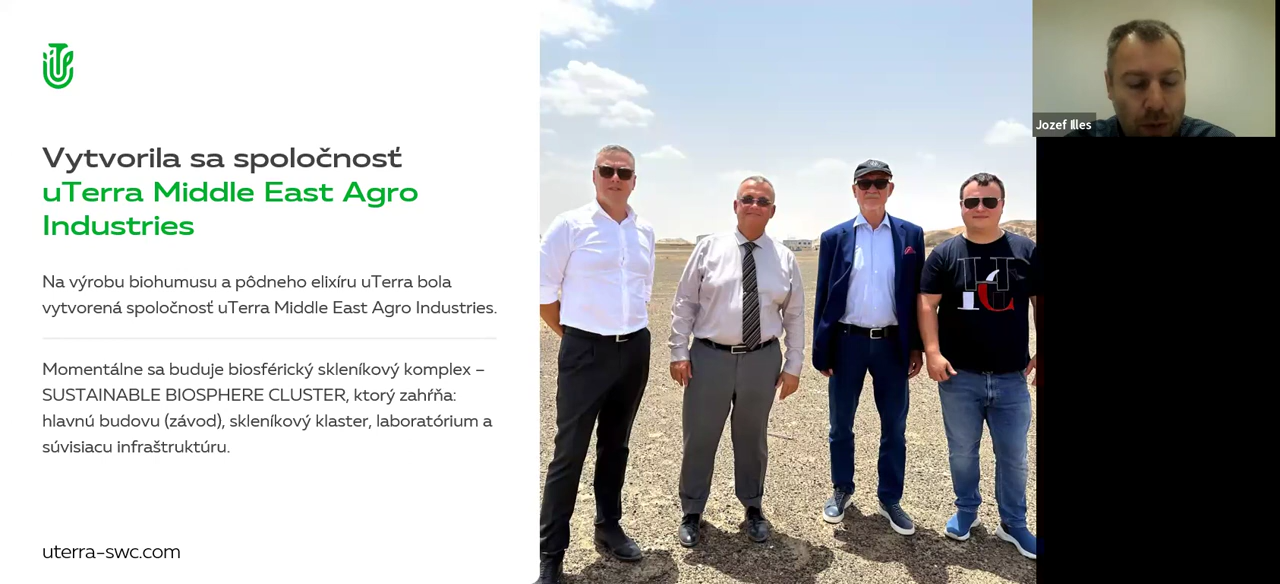 Vytvorila sa spoločnosť
uTerra Middle East Agro
Industries
Na výrobu biohumusu a pôdneho elixíru uTerra bola
vytvorená spoločnosť uTerra Middle East Agro Industries.
Momentálne sa buduje biosférický skleníkový komplex –
SUSTAINABLE BIOSPHERE CLUSTER, ktorý zahŕňa:
hlavnú budovu (závod), skleníkový klaster, laboratórium a
súvisiacu infraštruktúru.
uterra-swc.com
Jozef Illes